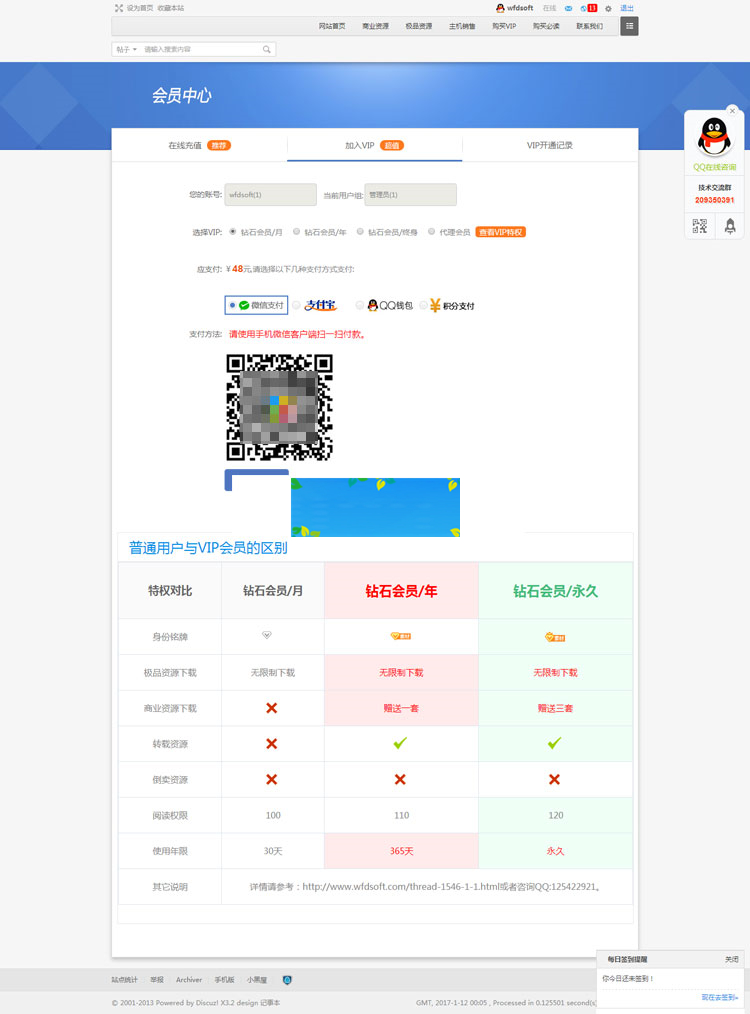 设为首页 收藏本站
wfdsoft 在线 13 退出
网站首页 商业资源 极品资源 主机销售 购买VIP 购买必读 联系我们
帖子 请输入搜索内容
会员中心
QQ在线咨询
技术交流群
209350391
在线充值 推荐 加入VIP 超值 VIP开通记录
您的账号: wfdsoft(1) 当前用户组: 管理员(1)
选择VIP: 钻石会员/月 钻石会员/年 钻石会员/终身 代理会员 查看VIP特权
应支付: ¥48元,请选择以下几种支付方式支付:
微信支付 支付宝 QQ钱包 积分支付
支付方法: 请使用手机微信客户端扫一扫付款。
普通用户与VIP会员的区别
特权对比 钻石会员/月 钻石会员/年 钻石会员/永久
身份铭牌
极品资源下载 无限制下载 无限制下载 无限制下载
商业资源下载 赠送一套 赠送三套
转载资源
倒卖资源
阅读权限 100 110 120
使用年限 30天 365天 永久
其它说明 详情请参考：http://www.wfdsoft.com/thread-1546-1-1.html或者咨询QQ:125422921。
每日签到提醒 关闭
你今日还未签到！
现在去签到»
站点统计 举报 Archiver 手机版 小黑屋
© 2001-2013 Powered by Discuz! X3.2 design 记事本
GMT, 2017-1-12 00:05 , Processed in 0.125501 second(s)